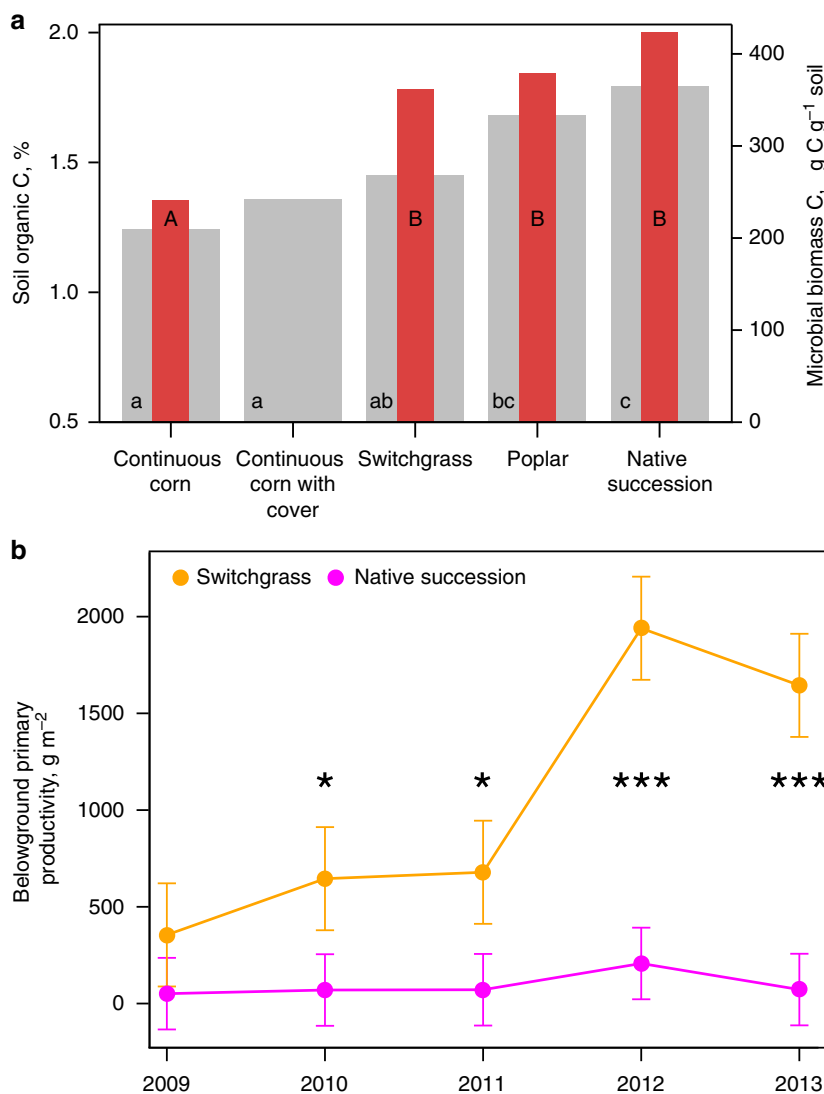 a
2.0
1.5
1.0
0.5
Soil organic C, %
400
300
200
100
0
Microbial biomass C, g C g⁻¹ soil
A
B
B
B
a
a
ab
bc
c
Continuous
corn
Continuous
corn with
cover
Switchgrass
Poplar
Native
succession
b
Switchgrass
Native succession
2000
1500
1000
500
0
Belowground primary
productivity, g m⁻²
*
*
***
***
2009
2010
2011
2012
2013